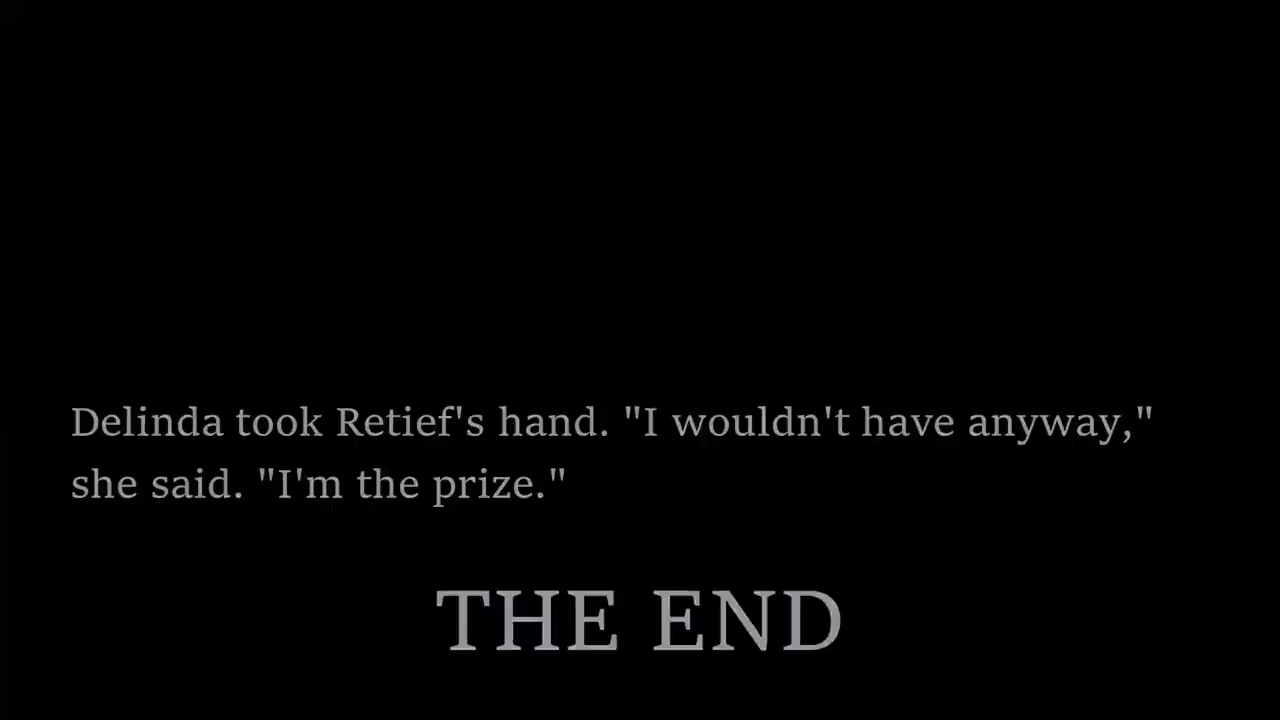 Delinda took Retief's hand. "I wouldn't have anyway,"
she said. "I'm the prize."
THE END